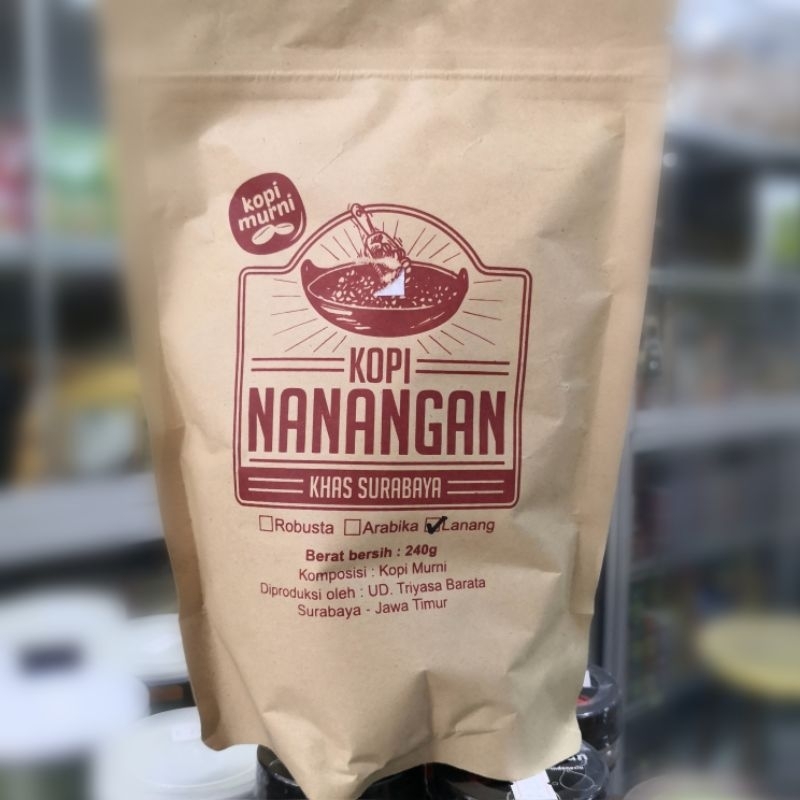 kopi
murni
KOPI
NANANGAN
KHAS SURABAYA
Robusta Arabika Lanang
Berat bersih : 240g
Komposisi : Kopi Murni
Diproduksi oleh : UD. Triyasa Barata
Surabaya - Jawa Timur